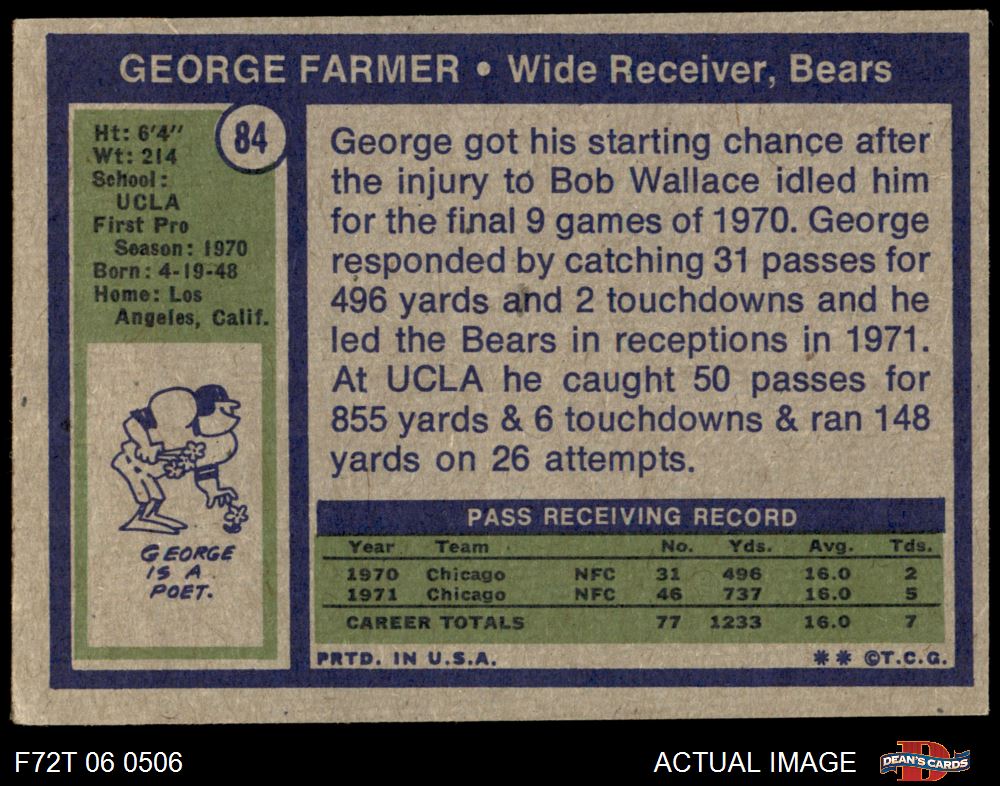 GEORGE FARMER • Wide Receiver, Bears
84
Ht: 6'4"
Wt: 214
School:
UCLA
First Pro
Season: 1970
Born: 4-19-48
Home: Los
Angeles, Calif.
GEORGE
IS A
POET.
George got his starting chance after
the injury to Bob Wallace idled him
for the final 9 games of 1970. George
responded by catching 31 passes for
496 yards and 2 touchdowns and he
led the Bears in receptions in 1971.
At UCLA he caught 50 passes for
855 yards & 6 touchdowns & ran 148
yards on 26 attempts.
PASS RECEIVING RECORD
Year Team No. Yds. Avg. Tds.
1970 Chicago NFC 31 496 16.0 2
1971 Chicago NFC 46 737 16.0 5
CAREER TOTALS 77 1233 16.0 7
PRTD. IN U.S.A. ** ©T.C.G.
F72T 06 0506 ACTUAL IMAGE D DEAN'S CARDS